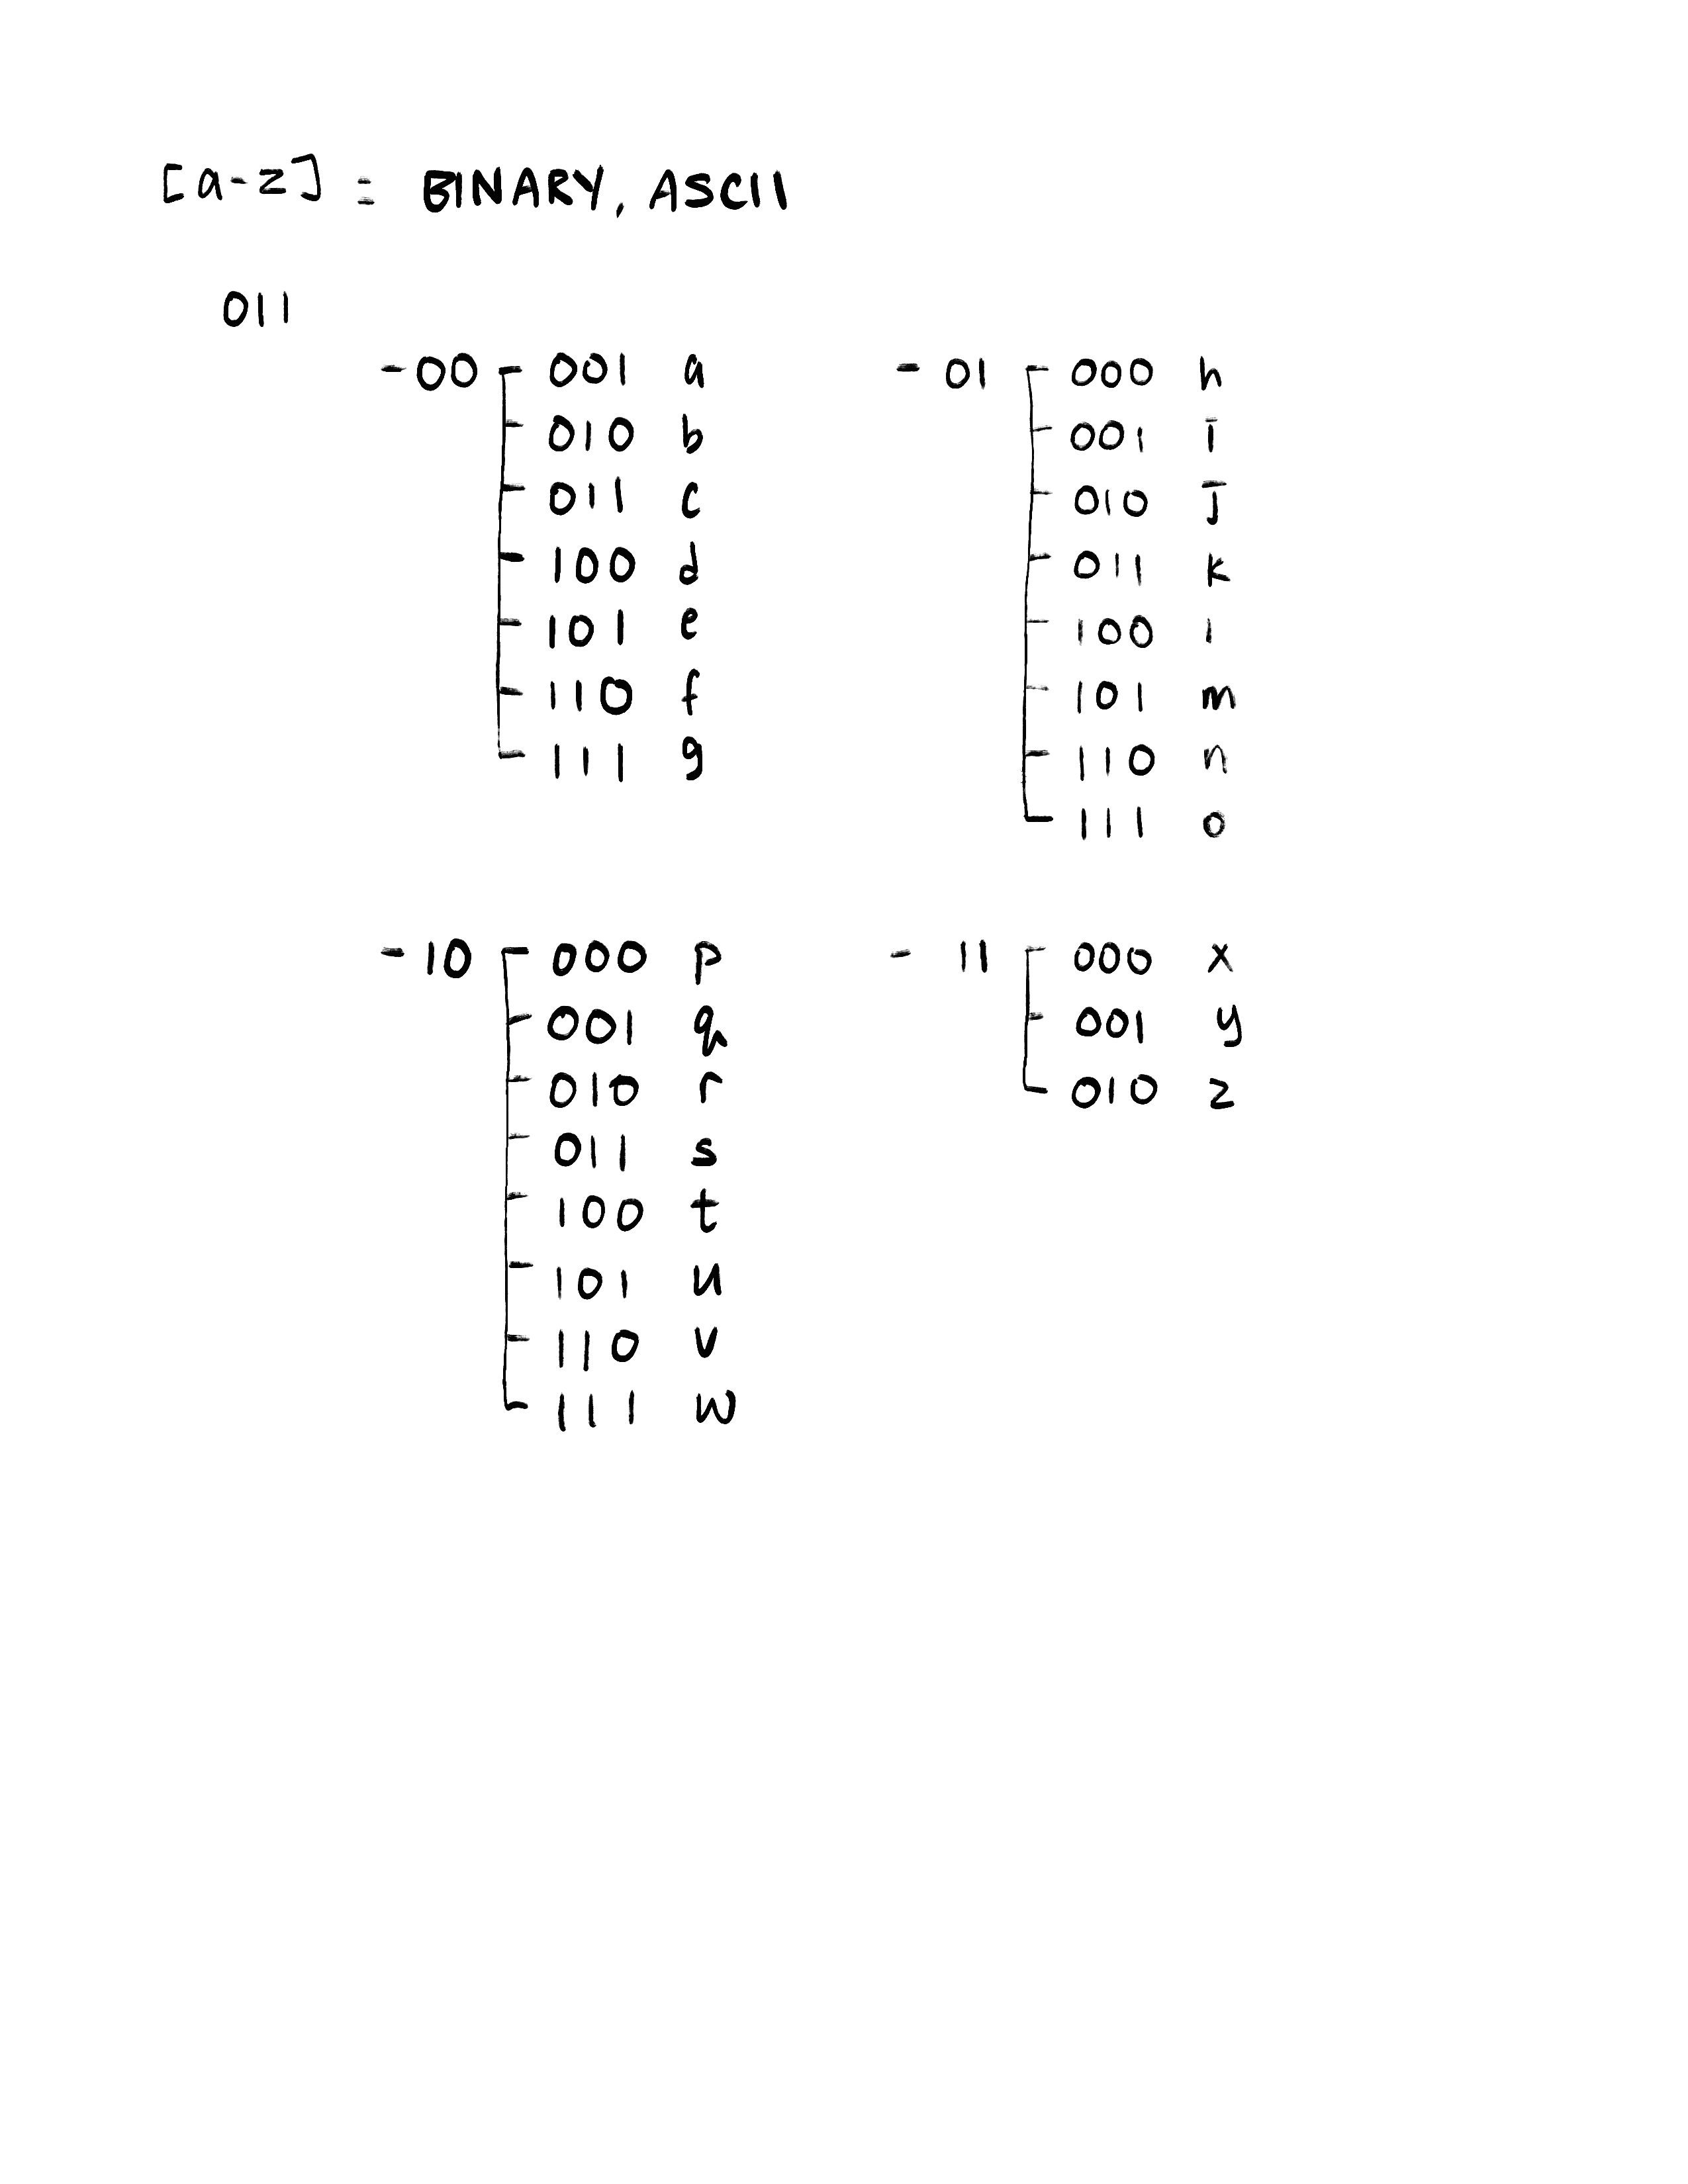 [a-z] = BINARY, ASCII
011
-00 001 a
010 b
011 c
100 d
101 e
110 f
111 g
- 01 000 h
001 i
010 j
011 k
100 l
101 m
110 n
111 o
-10 000 p
001 q
010 r
011 s
100 t
101 u
110 v
111 w
- 11 000 x
001 y
010 z